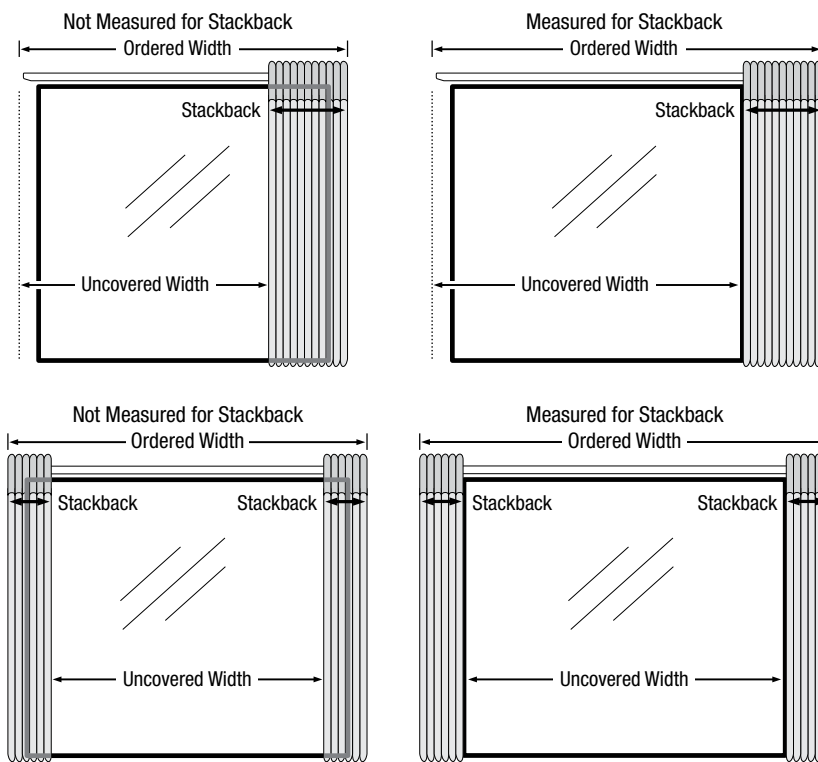 Not Measured for Stackback
Ordered Width
Stackback
Uncovered Width
Measured for Stackback
Ordered Width
Stackback
Uncovered Width
Not Measured for Stackback
Ordered Width
Stackback Stackback
Uncovered Width
Measured for Stackback
Ordered Width
Stackback Stackback
Uncovered Width